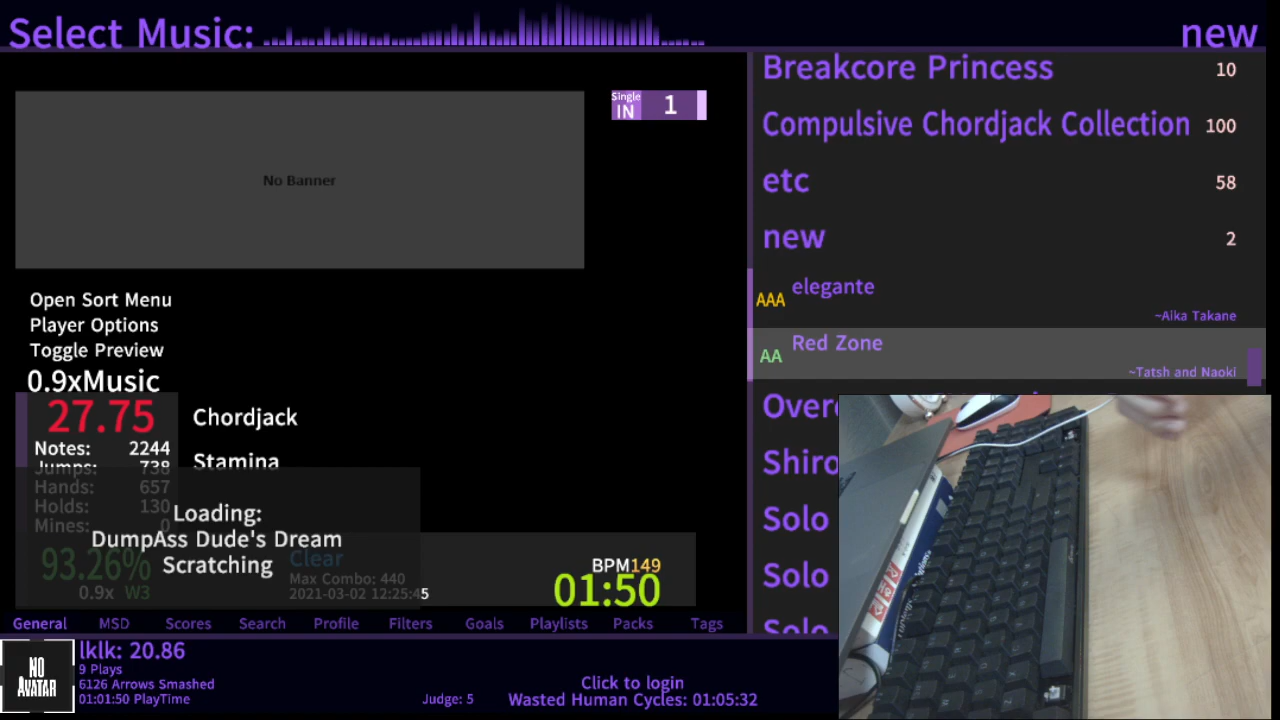 Select Music:
new
No Banner
Single
IN
1
Open Sort Menu
Player Options
Toggle Preview
0.9xMusic
27.75
Chordjack
Stamina
Notes: 2244
Jumps: 738
Hands: 657
Holds: 130
Mines: 0
Loading:
DumpAss Dude's Dream
Scratching
93.26%
Clear
Max Combo: 440
0.9x W3
2021-03-02 12:25:45
BPM149
01:50
General MSD Scores Search Profile Filters Goals Playlists Packs Tags
NO
AVATAR
lklk: 20.86
9 Plays
6126 Arrows Smashed
01:01:50 PlayTime
Judge: 5
Click to login
Wasted Human Cycles: 01:05:32
Breakcore Princess 10
Compulsive Chordjack Collection 100
etc 58
new 2
AAA elegante
~Aika Takane
AA Red Zone
~Tatsh and Naoki
Shiro
Solo
Solo
Solo